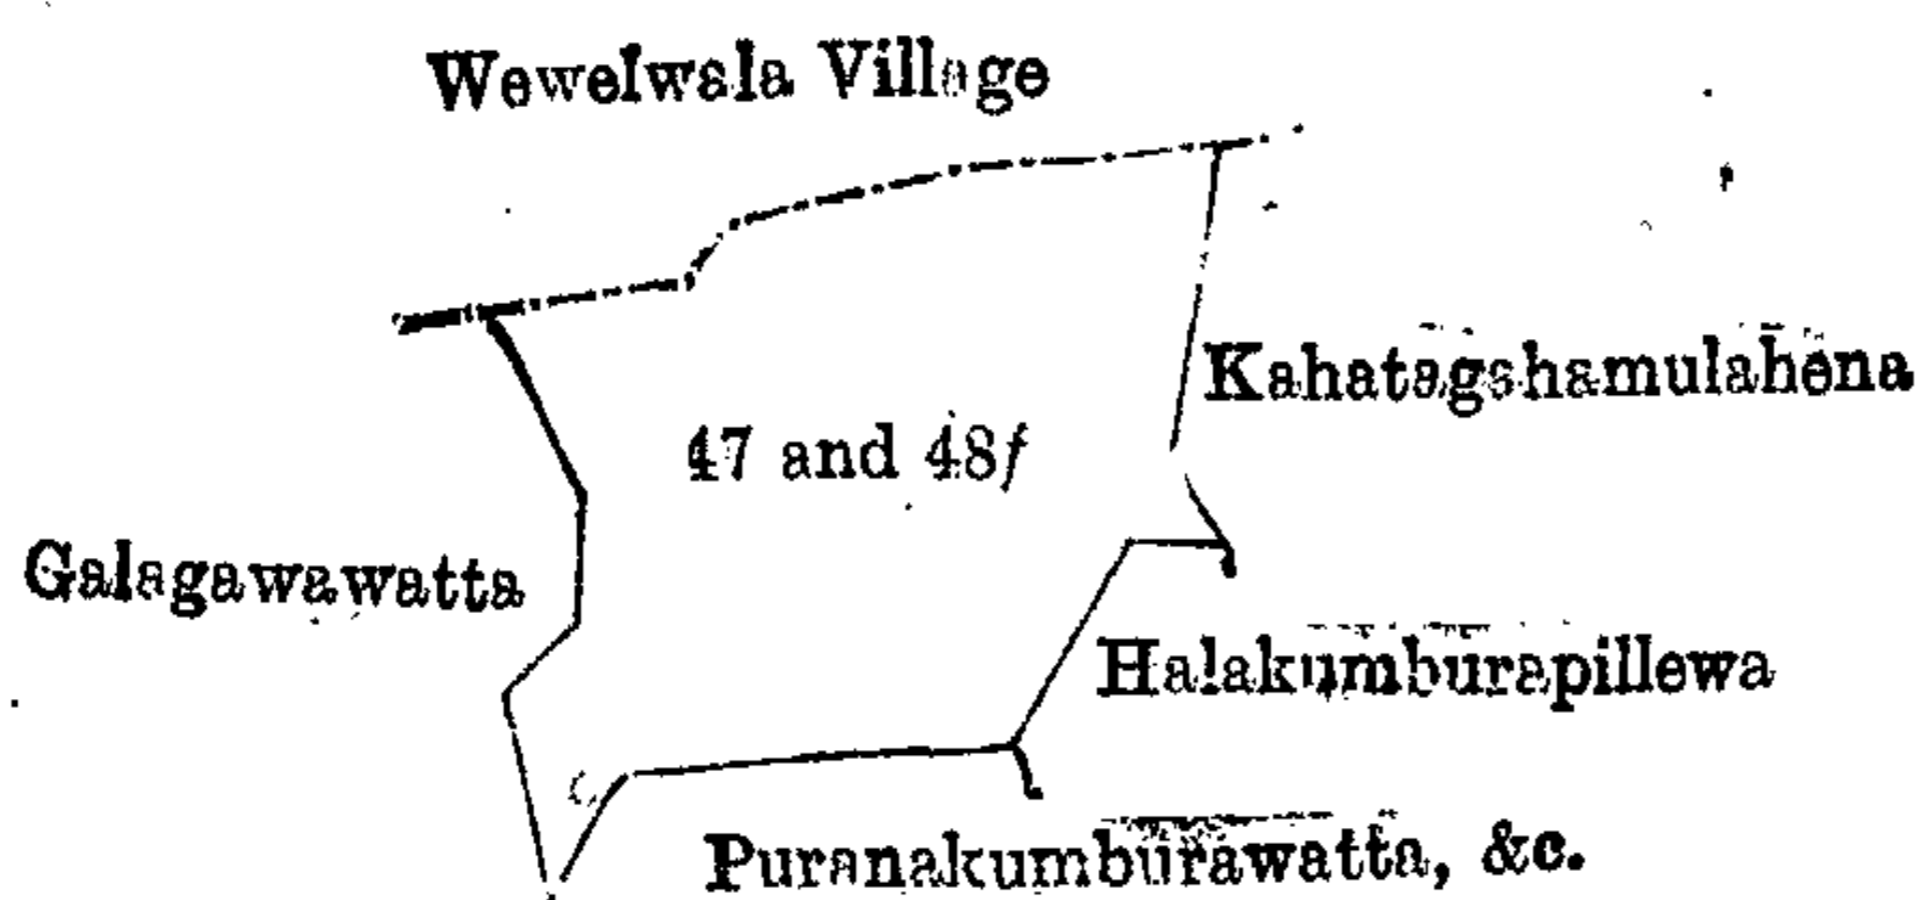 Wewelwala Village
Kahatagahamulahena
47 and 48f
Galagawawatta
Halakumburapillewa
Puranakumburawatta, &c.